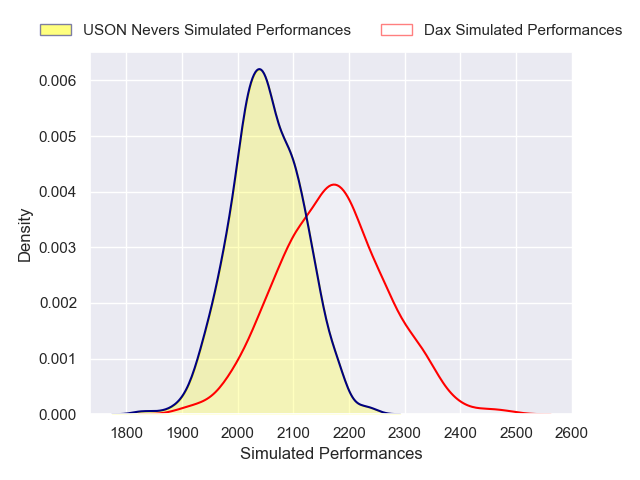 USON Nevers Simulated Performances Dax Simulated Performances
0.006
0.005
0.004
0.003
0.002
0.001
0.000
Density
1800 1900 2000 2100 2200 2300 2400 2500 2600
Simulated Performances